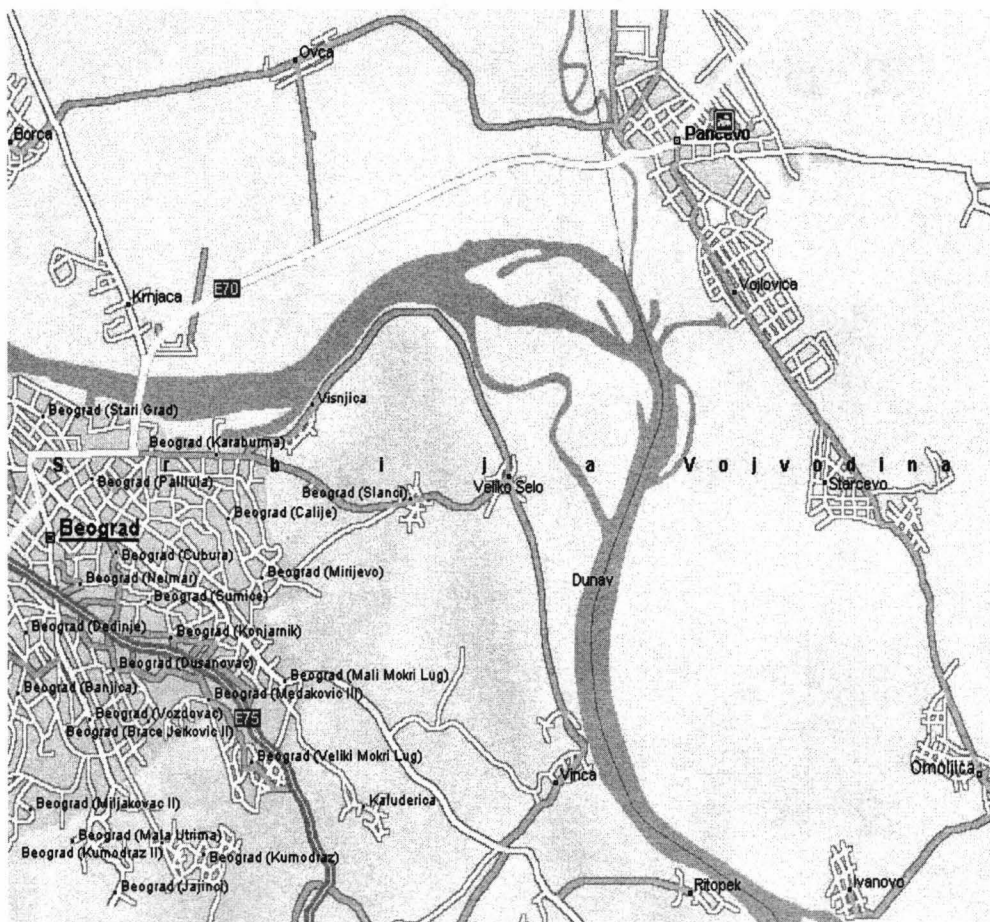 Ovca
Borca
Pancevo
Krnjaca
E70
Vojlovica
Visnjica
Beograd (Stari Grad)
Beograd (Karaburma)
S r b i j a V o j v o d i n a
Beograd (Palilula)
Beograd (Slanci)
Veliko Selo
Starcevo
Beograd (Calije)
Beograd
Beograd (Cubura)
Beograd (Neimar)
Beograd (Mirijevo)
Dunav
Beograd (Sumice)
Beograd (Dedinje)
Beograd (Konjarnik)
Beograd (Dusanovac)
Beograd (Mali Mokri Lug)
Beograd (Banjica)
Beograd (Medakovic III)
Beograd (Vozdovac)
E75
Beograd (Brace Jerkovic II)
Beograd (Veliki Mokri Lug)
Vinca
Omoljica
Beograd (Miljakovac II)
Kaluderica
Beograd (Mala Utrima)
Beograd (Kumodraz II)
Beograd (Kumodraz)
Beograd (Jajinci)
Ritopek
Ivanovo